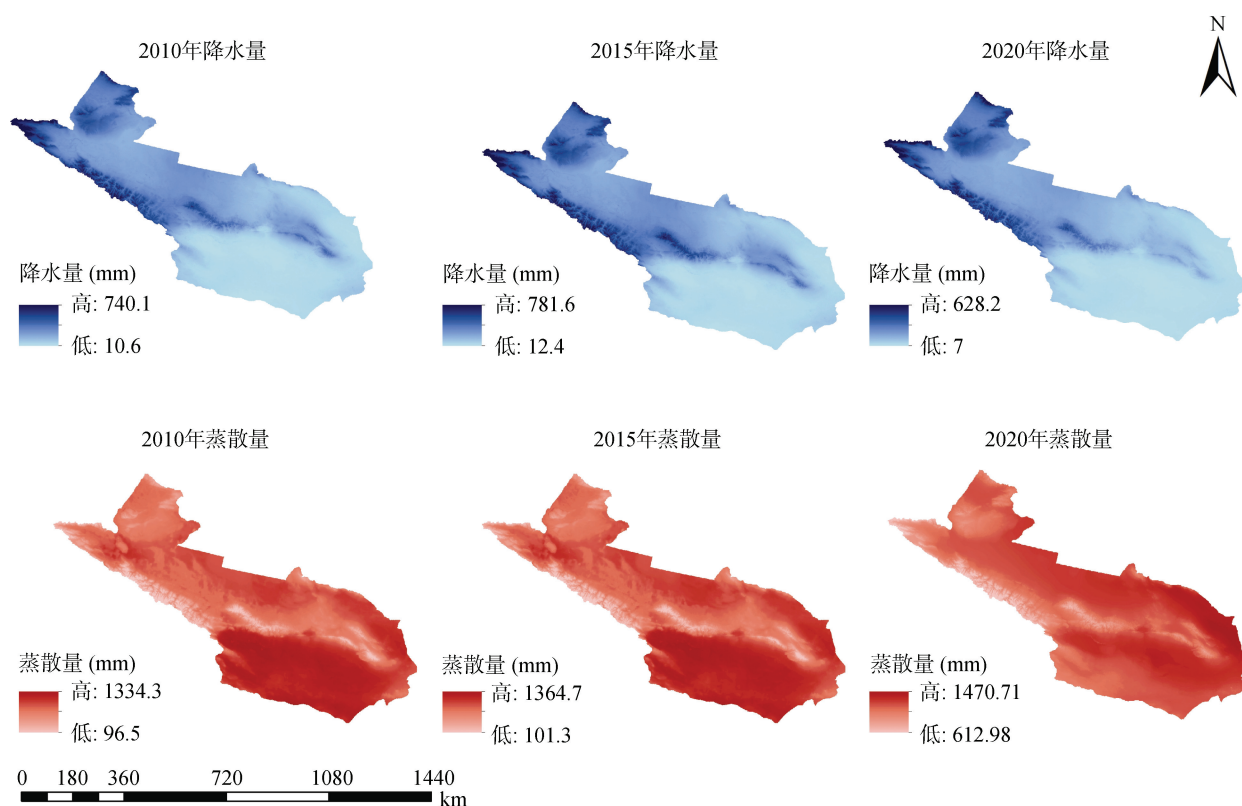 N
2010年降水量
2015年降水量
2020年降水量
降水量 (mm)
高: 740.1
低: 10.6
降水量 (mm)
高: 781.6
低: 12.4
降水量 (mm)
高: 628.2
低: 7
2010年蒸散量
2015年蒸散量
2020年蒸散量
蒸散量 (mm)
高: 1334.3
低: 96.5
蒸散量 (mm)
高: 1364.7
低: 101.3
蒸散量 (mm)
高: 1470.71
低: 612.98
0 180 360 720 1080 1440
km